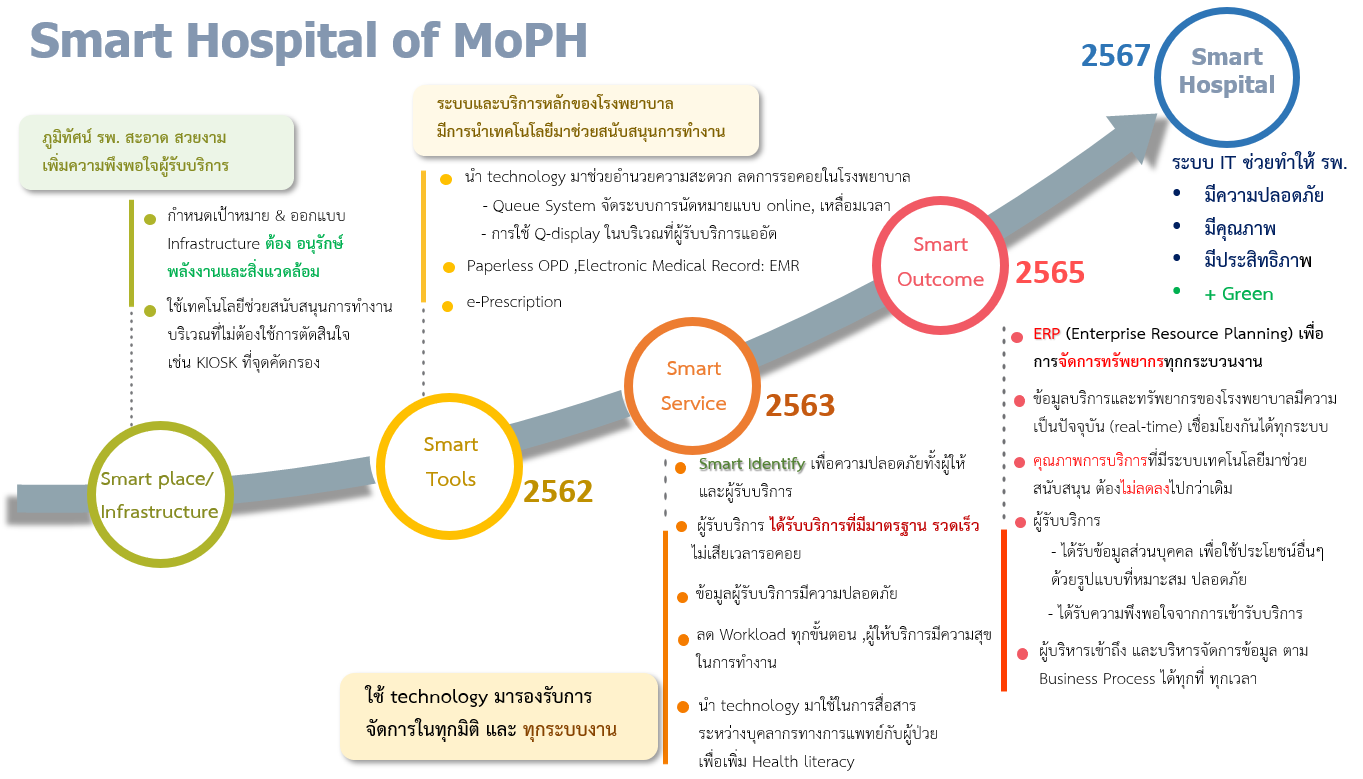 Smart Hospital of MoPH
ภูมิทัศน์ รพ. สะอาด สวยงาม
เพิ่มความพึงพอใจผู้รับบริการ
กำหนดเป้าหมาย & ออกแบบ
Infrastructure ต้อง อนุรักษ์
พลังงานและสิ่งแวดล้อม
ใช้เทคโนโลยีช่วยสนับสนุนการทำงาน
บริเวณที่ไม่ต้องใช้การตัดสินใจ
เช่น KIOSK ที่จุดคัดกรอง
Smart place/
Infrastructure
ระบบและบริการหลักของโรงพยาบาล
มีการนำเทคโนโลยีมาช่วยสนับสนุนการทำงาน
นำ technology มาช่วยอำนวยความสะดวก ลดการรอคอยในโรงพยาบาล
- Queue System จัดระบบการนัดหมายแบบ online, เหลื่อมเวลา
- การใช้ Q-display ในบริเวณที่ผู้รับบริการแออัด
Paperless OPD ,Electronic Medical Record: EMR
e-Prescription
Smart
Tools
2562
Smart
Service
2563
Smart Identify เพื่อความปลอดภัยทั้งผู้ให้
และผู้รับบริการ
ผู้รับบริการ ได้รับบริการที่มีมาตรฐาน รวดเร็ว
ไม่เสียเวลารอคอย
ข้อมูลผู้รับบริการมีความปลอดภัย
ลด Workload ทุกขั้นตอน ,ผู้ให้บริการมีความสุข
ในการทำงาน
นำ technology มาใช้ในการสื่อสาร
ระหว่างบุคลากรทางการแพทย์กับผู้ป่วย
เพื่อเพิ่ม Health literacy
ใช้ technology มารองรับการ
จัดการในทุกมิติ และ ทุกระบบงาน
Smart
Outcome
2565
ERP (Enterprise Resource Planning) เพื่อ
การจัดการทรัพยากรทุกกระบวนงาน
ข้อมูลบริการและทรัพยากรของโรงพยาบาลมีความ
เป็นปัจจุบัน (real-time) เชื่อมโยงกันได้ทุกระบบ
คุณภาพการบริการที่มีระบบเทคโนโลยีมาช่วย
สนับสนุน ต้องไม่ลดลงไปกว่าเดิม
ผู้รับบริการ
- ได้รับข้อมูลส่วนบุคคล เพื่อใช้ประโยชน์อื่นๆ
ด้วยรูปแบบที่หมาะสม ปลอดภัย
- ได้รับความพึงพอใจจากการเข้ารับบริการ
ผู้บริหารเข้าถึง และบริหารจัดการข้อมูล ตาม
Business Process ได้ทุกที่ ทุกเวลา
2567
Smart
Hospital
ระบบ IT ช่วยทำให้ รพ.
มีความปลอดภัย
มีคุณภาพ
มีประสิทธิภาพ
+ Green